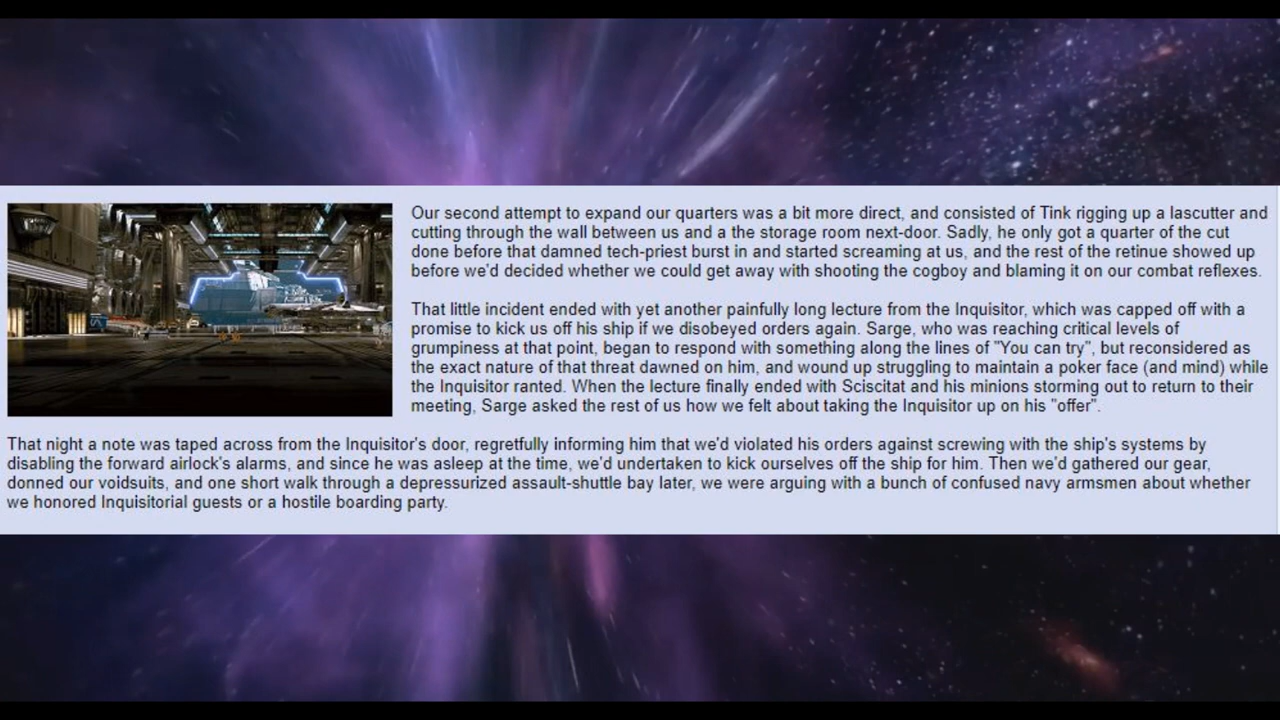 Our second attempt to expand our quarters was a bit more direct, and consisted of Tink rigging up a lascutter and
cutting through the wall between us and a the storage room next-door. Sadly, he only got a quarter of the cut
done before that damned tech-priest burst in and started screaming at us, and the rest of the retinue showed up
before we'd decided whether we could get away with shooting the cogboy and blaming it on our combat reflexes.
That little incident ended with yet another painfully long lecture from the Inquisitor, which was capped off with a
promise to kick us off his ship if we disobeyed orders again. Sarge, who was reaching critical levels of
grumpiness at that point, began to respond with something along the lines of "You can try", but reconsidered as
the exact nature of that threat dawned on him, and wound up struggling to maintain a poker face (and mind) while
the Inquisitor ranted. When the lecture finally ended with Sciscitat and his minions storming out to return to their
meeting, Sarge asked the rest of us how we felt about taking the Inquisitor up on his "offer".
That night a note was taped across from the Inquisitor's door, regretfully informing him that we'd violated his orders against screwing with the ship's systems by
disabling the forward airlock's alarms, and since he was asleep at the time, we'd undertaken to kick ourselves off the ship for him. Then we'd gathered our gear,
donned our voidsuits, and one short walk through a depressurized assault-shuttle bay later, we were arguing with a bunch of confused navy armsmen about whether
we honored Inquisitorial guests or a hostile boarding party.